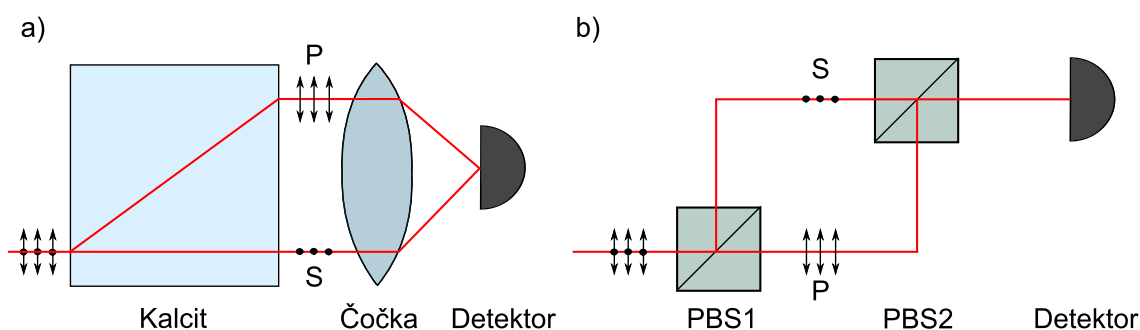 a)
P
S
Kalcit
Čočka
Detektor
b)
S
P
PBS1
PBS2
Detektor